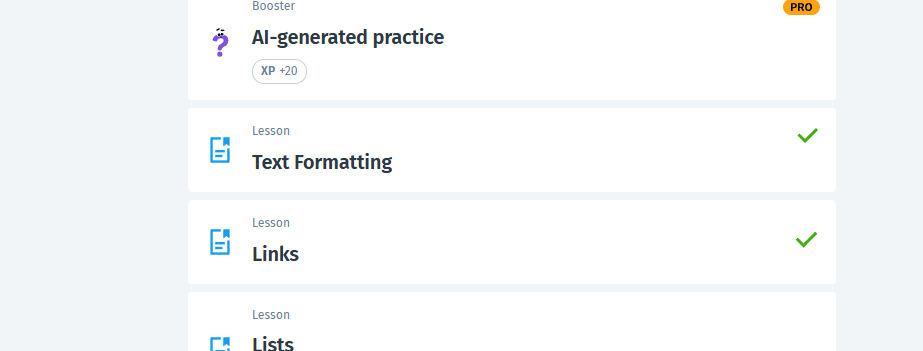 Booster
PRO
AI-generated practice
XP +20
Lesson
Text Formatting
Lesson
Links
Lesson
Lists